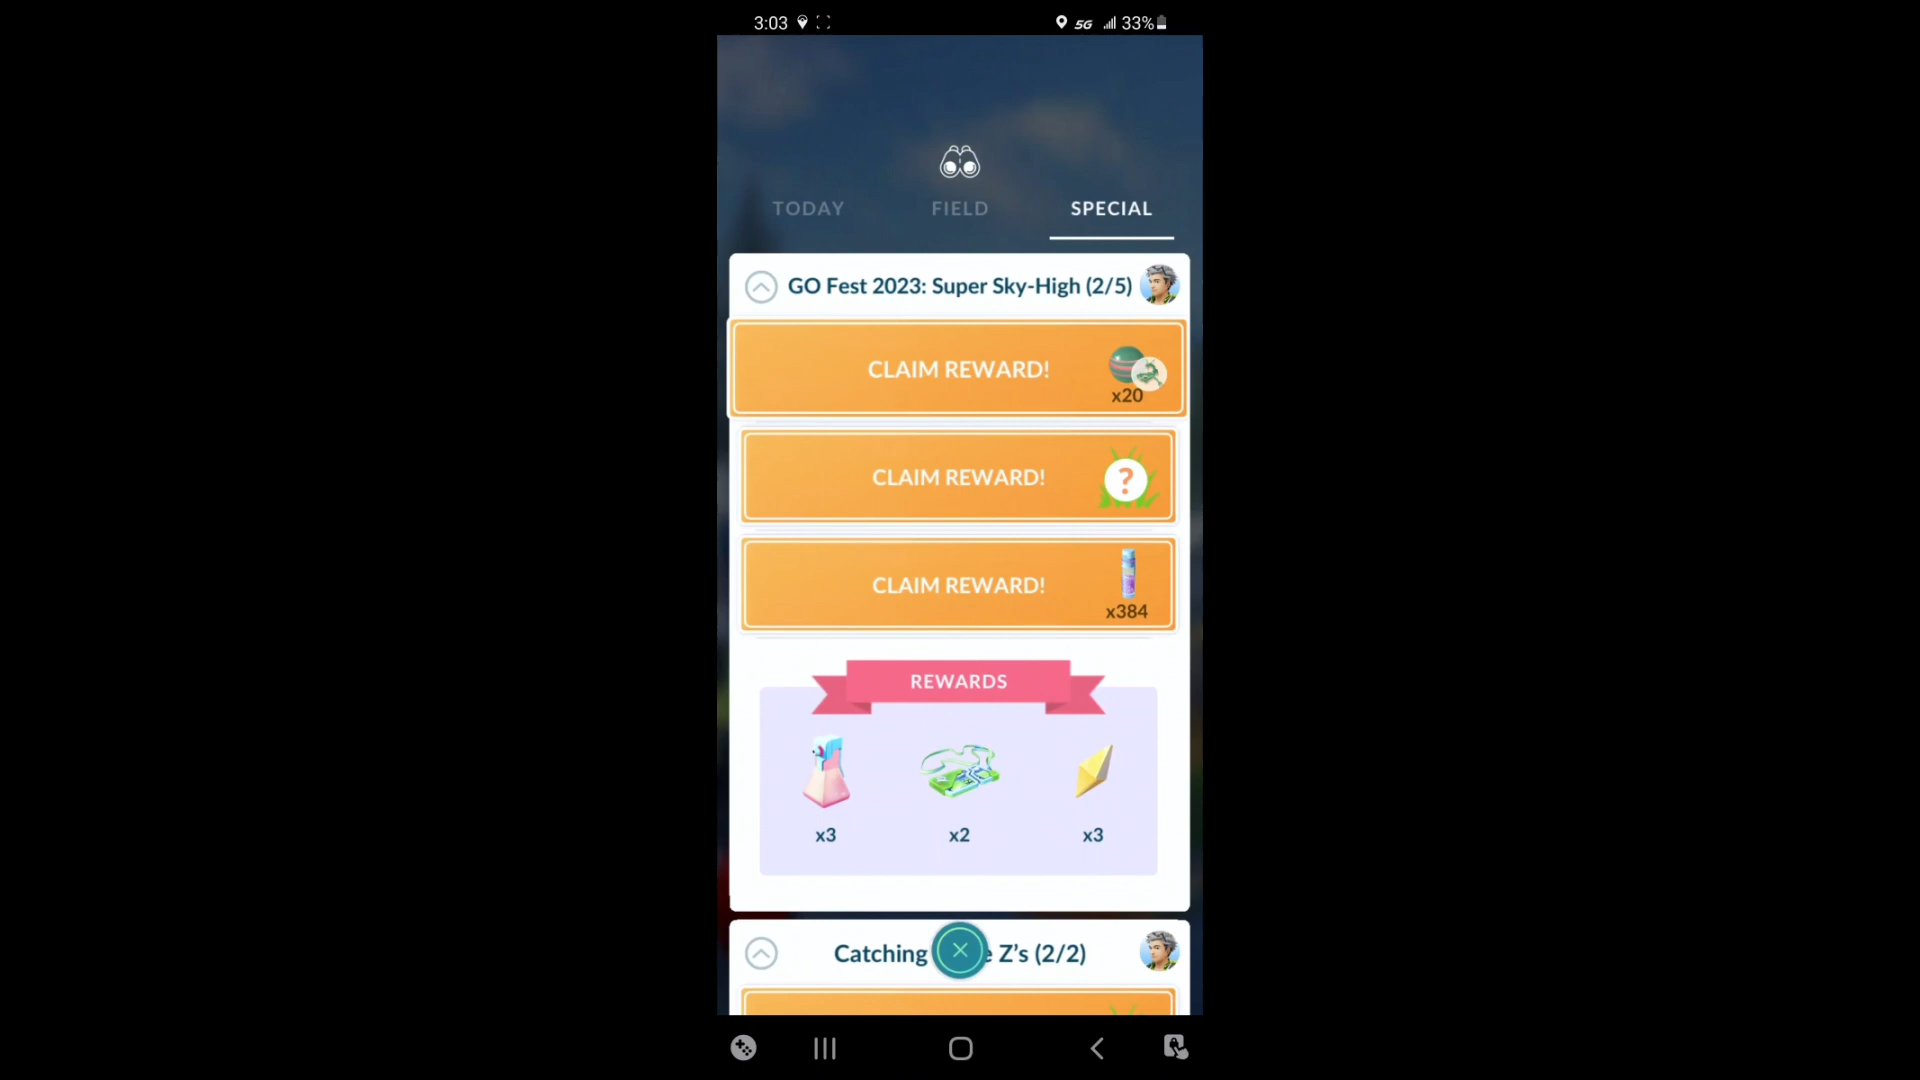 3:03 5G 33%
TODAY FIELD SPECIAL
GO Fest 2023: Super Sky-High (2/5)
CLAIM REWARD!
x20
CLAIM REWARD!
?
CLAIM REWARD!
x384
REWARDS
x3 x2 x3
Catching e Z's (2/2)